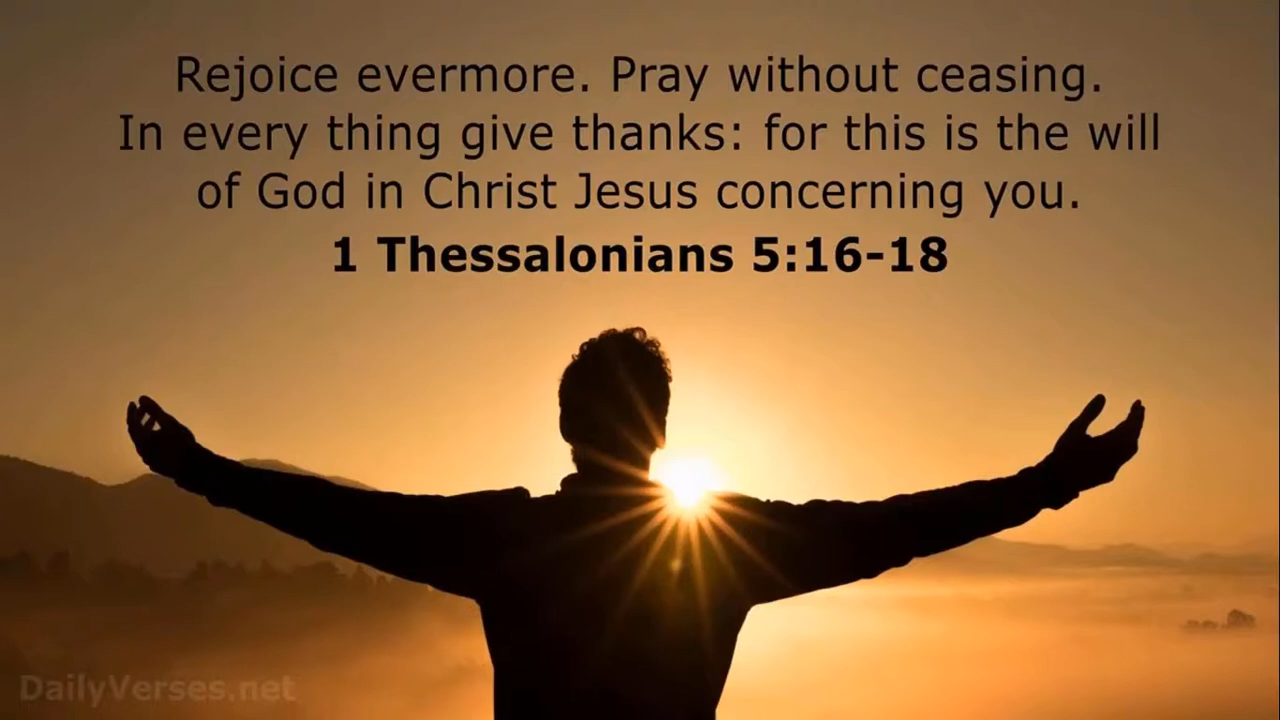 Rejoice evermore. Pray without ceasing.
In every thing give thanks: for this is the will
of God in Christ Jesus concerning you.
1 Thessalonians 5:16-18
DailyVerses.net